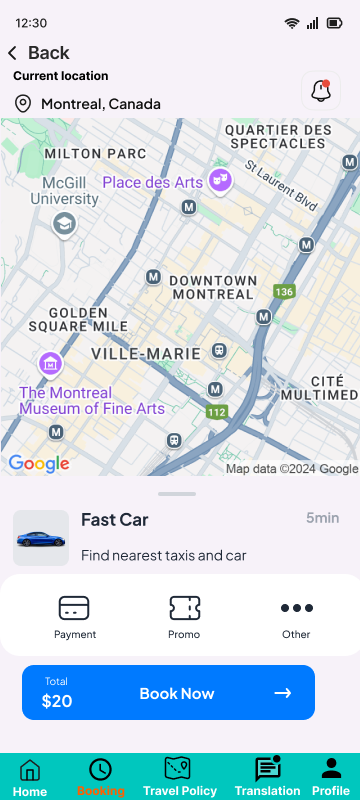 12:30
Back
Current location
Montreal, Canada
QUARTIER DES
SPECTACLES
MILTON PARC
St Laurent Blvd
Place des Arts
McGill
University
M
M
M
M
136
DOWNTOWN
MONTREAL
M
GOLDEN
SQUARE MILE
VILLE-MARIE
CITÉ
MULTIMED
The Montreal
Museum of Fine Arts
M
112
M
Google
Map data ©2024 Google
Fast Car
5min
Find nearest taxis and car
Payment
Promo
Other
Total
$20
Book Now
Home
Booking
Travel Policy
Translation
Profile